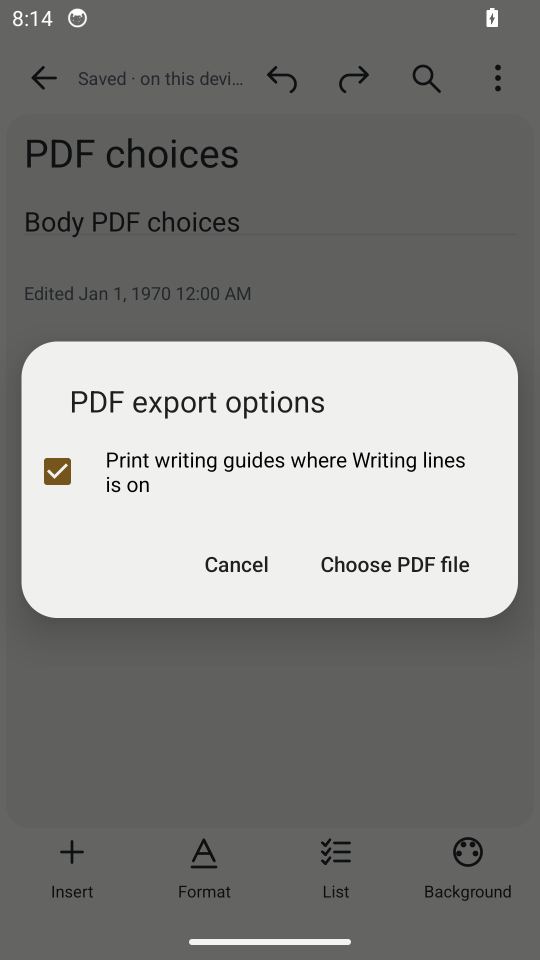 8:14
Saved · on this devi…
PDF choices
Body PDF choices
Edited Jan 1, 1970 12:00 AM
PDF export options
Print writing guides where Writing lines
is on
Cancel
Choose PDF file
Insert
Format
List
Background